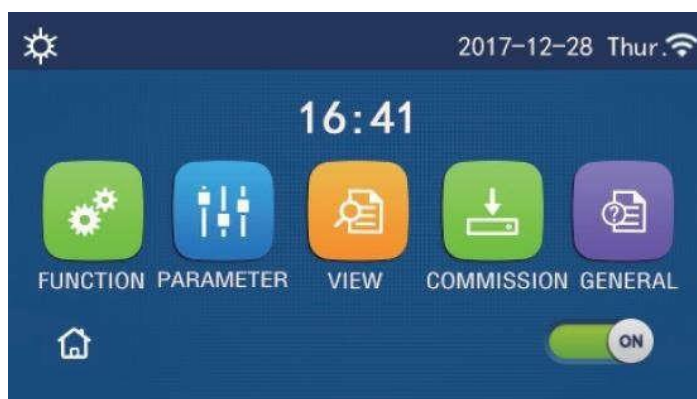 2017-12-28 Thur.
16:41
FUNCTION PARAMETER VIEW COMMISSION GENERAL
ON